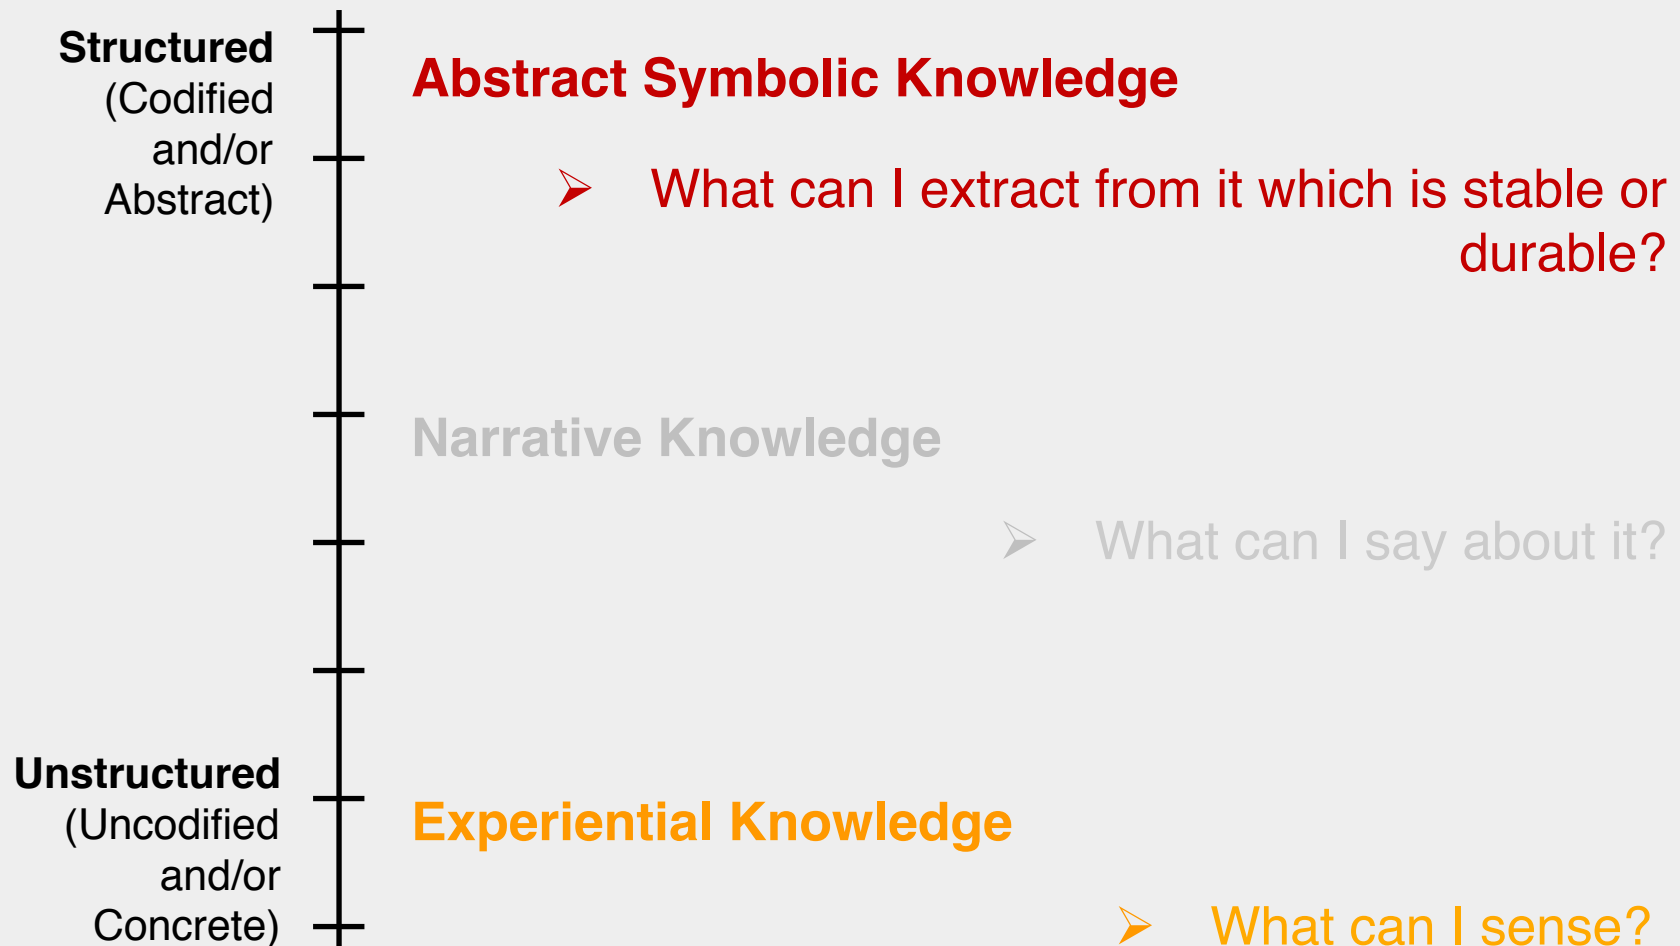 Structured
(Codified
and/or
Abstract)
Abstract Symbolic Knowledge
➢ What can I extract from it which is stable or
durable?
Narrative Knowledge
➢ What can I say about it?
Unstructured
(Uncodified
and/or
Concrete)
Experiential Knowledge
➢ What can I sense?